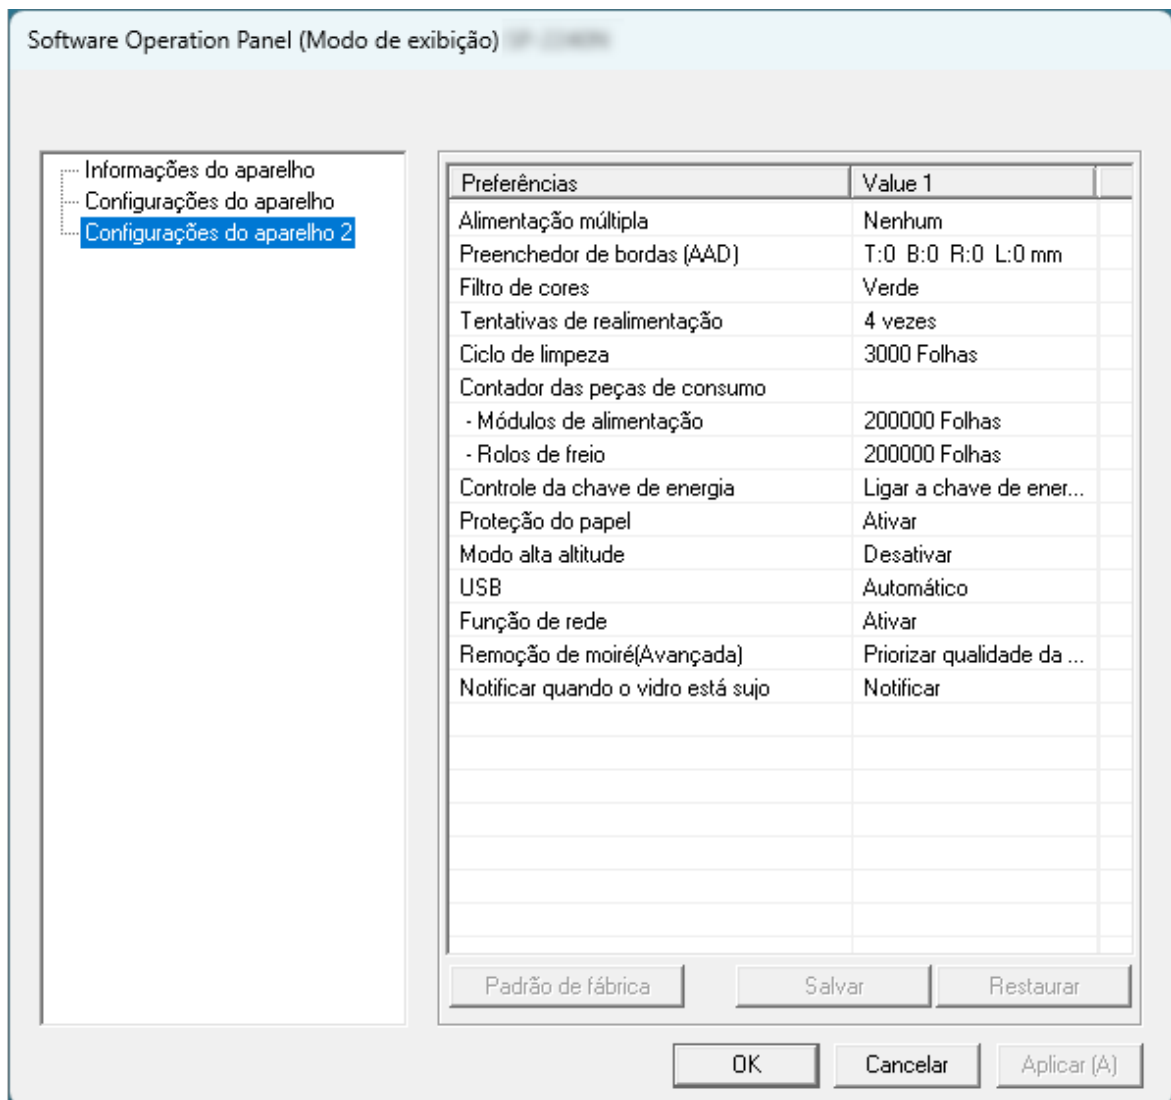 Software Operation Panel (Modo de exibição)
Informações do aparelho
Configurações do aparelho
Configurações do aparelho 2
Preferências Value 1
Alimentação múltipla Nenhum
Preenchedor de bordas (AAD) T:0 B:0 R:0 L:0 mm
Filtro de cores Verde
Tentativas de realimentação 4 vezes
Ciclo de limpeza 3000 Folhas
Contador das peças de consumo
- Módulos de alimentação 200000 Folhas
- Rolos de freio 200000 Folhas
Controle da chave de energia Ligar a chave de ener...
Proteção do papel Ativar
Modo alta altitude Desativar
USB Automático
Função de rede Ativar
Remoção de moiré(Avançada) Priorizar qualidade da ...
Notificar quando o vidro está sujo Notificar
Padrão de fábrica Salvar Restaurar
OK Cancelar Aplicar (A)